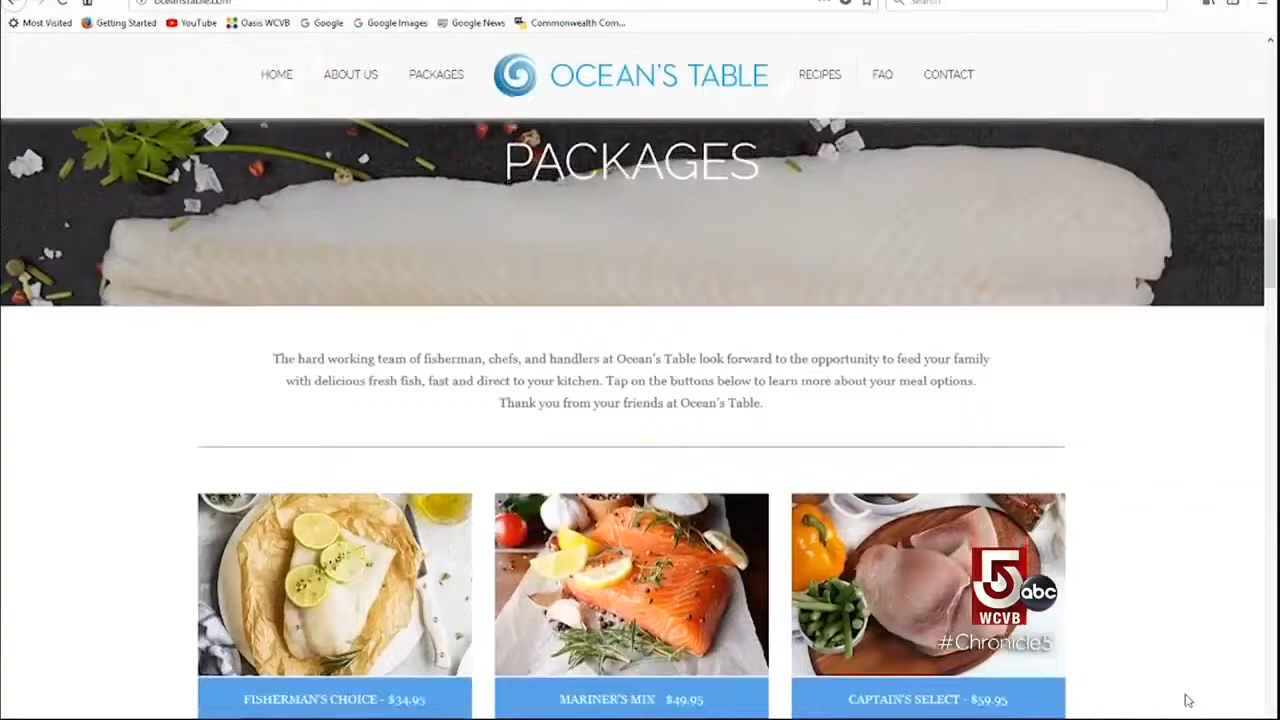 oceanstable.com
Search
Most Visited Getting Started YouTube Oasis WCVB Google Google Images Google News Commonwealth Com...
HOME ABOUT US PACKAGES OCEAN'S TABLE RECIPES FAQ CONTACT
PACKAGES
The hard working team of fisherman, chefs, and handlers at Ocean's Table look forward to the opportunity to feed your family
with delicious fresh fish, fast and direct to your kitchen. Tap on the buttons below to learn more about your meal options.
Thank you from your friends at Ocean's Table.
5 abc
WCVB
#Chronicle5
FISHERMAN'S CHOICE - $34.95 MARINER'S MIX $49.95 CAPTAIN'S SELECT - $59.95